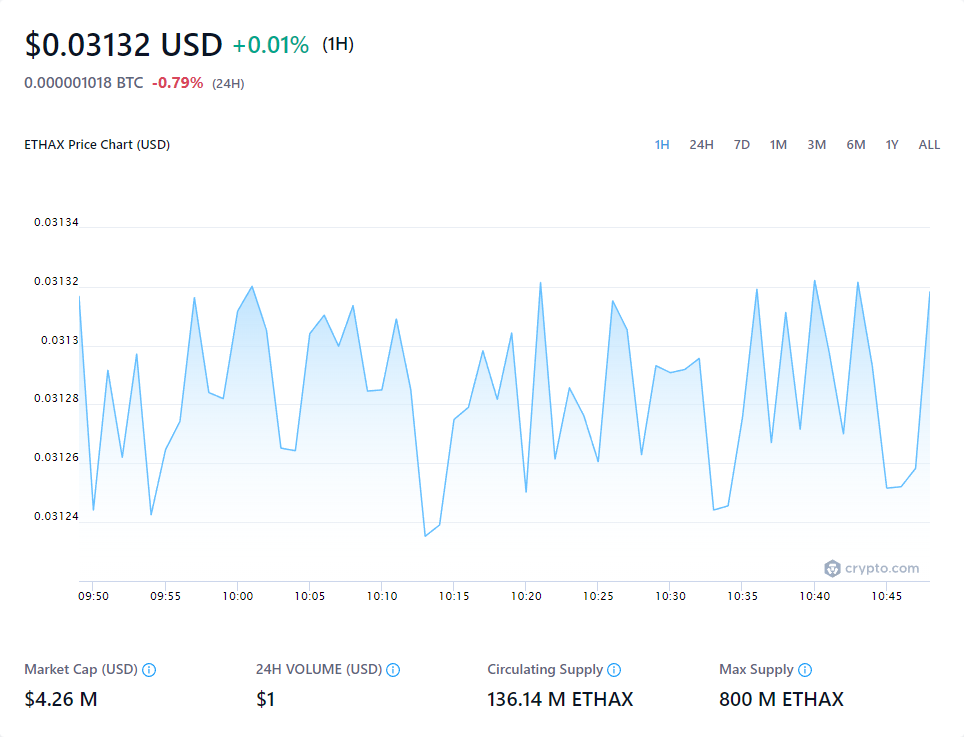 $0.03132 USD +0.01% (1H)
0.000001018 BTC -0.79% (24H)
ETHAX Price Chart (USD) 1H 24H 7D 1M 3M 6M 1Y ALL
0.03134
0.03132
0.0313
0.03128
0.03126
0.03124
crypto.com
09:50 09:55 10:00 10:05 10:10 10:15 10:20 10:25 10:30 10:35 10:40 10:45
Market Cap (USD) 24H VOLUME (USD) Circulating Supply Max Supply
$4.26 M $1 136.14 M ETHAX 800 M ETHAX